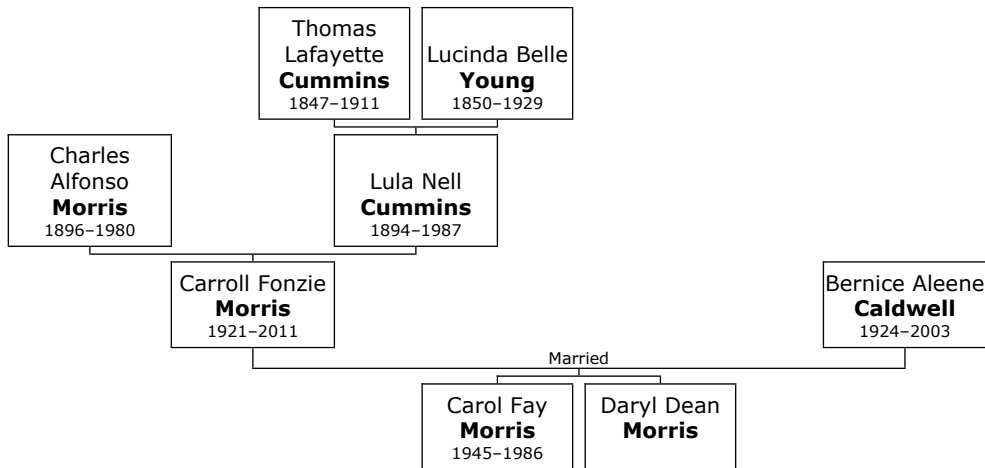 Thomas
Lafayette
Cummins
1847–1911
Lucinda Belle
Young
1850–1929
Charles
Alfonso
Morris
1896–1980
Lula Nell
Cummins
1894–1987
Carroll Fonzie
Morris
1921–2011
Bernice Aleene
Caldwell
1924–2003
Married
Carol Fay
Morris
1945–1986
Daryl Dean
Morris